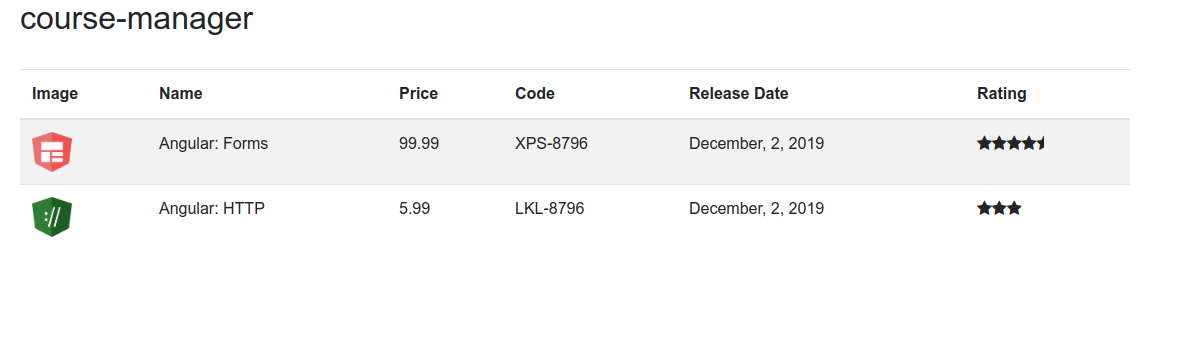 course-manager
Image Name Price Code Release Date Rating
Angular: Forms 99.99 XPS-8796 December, 2, 2019
Angular: HTTP 5.99 LKL-8796 December, 2, 2019